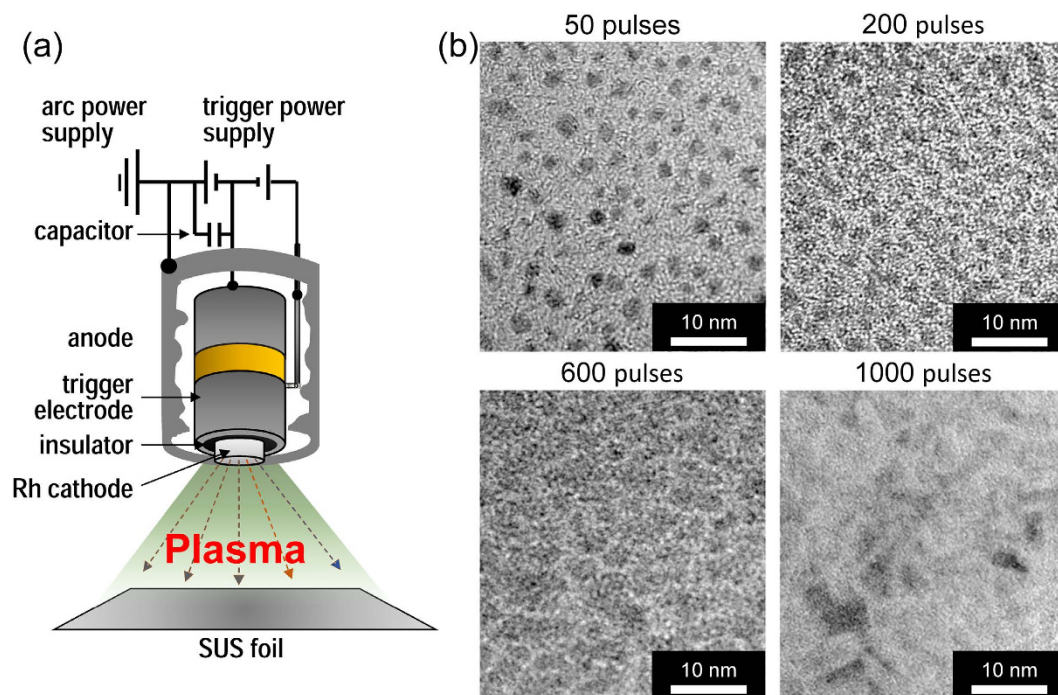 (a)
arc power
supply
trigger power
supply
capacitor
anode
trigger
electrode
insulator
Rh cathode
Plasma
SUS foil
(b)
50 pulses
200 pulses
10 nm
10 nm
600 pulses
1000 pulses
10 nm
10 nm